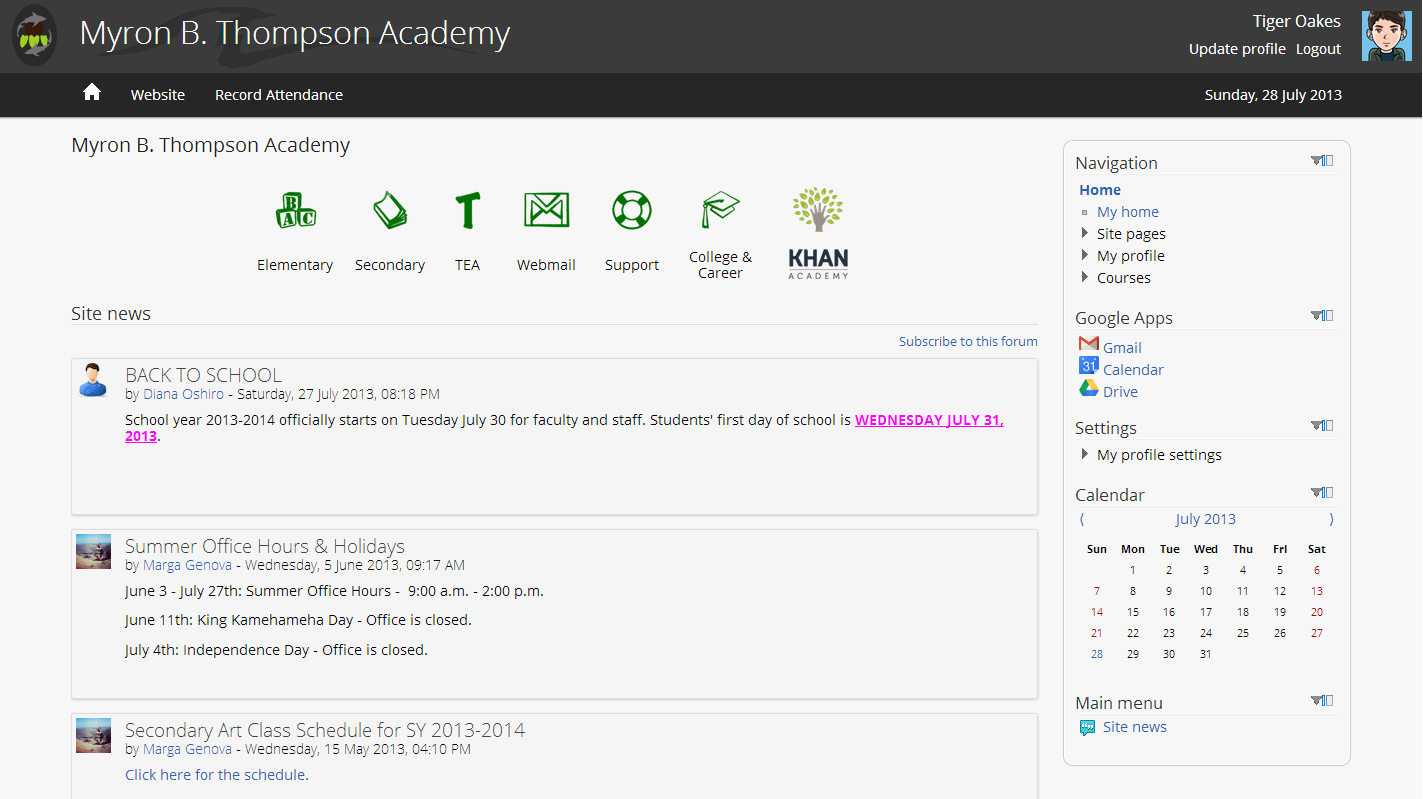 Myron B. Thompson Academy
Tiger Oakes
Update profile Logout
Website Record Attendance Sunday, 28 July 2013
Myron B. Thompson Academy
B
A C
Elementary
Secondary
T
TEA
Webmail
Support
College &
Career
KHAN
ACADEMY
Site news
Subscribe to this forum
BACK TO SCHOOL
by Diana Oshiro - Saturday, 27 July 2013, 08:18 PM
School year 2013-2014 officially starts on Tuesday July 30 for faculty and staff. Students' first day of school is WEDNESDAY JULY 31,
2013.
Summer Office Hours & Holidays
by Marga Genova - Wednesday, 5 June 2013, 09:17 AM
June 3 - July 27th: Summer Office Hours - 9:00 a.m. - 2:00 p.m.
June 11th: King Kamehameha Day - Office is closed.
July 4th: Independence Day - Office is closed.
Secondary Art Class Schedule for SY 2013-2014
by Marga Genova - Wednesday, 15 May 2013, 04:10 PM
Click here for the schedule.
Navigation
Home
My home
Site pages
My profile
Courses
Google Apps
Gmail
31 Calendar
Drive
Settings
My profile settings
Calendar
⟨ July 2013 ⟩
Sun Mon Tue Wed Thu Fri Sat
1 2 3 4 5 6
7 8 9 10 11 12 13
14 15 16 17 18 19 20
21 22 23 24 25 26 27
28 29 30 31
Main menu
Site news